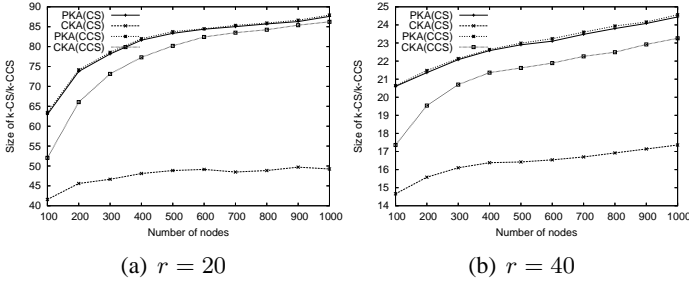 Size of k-CS/k-CCS
90
85
80
75
70
65
60
55
50
45
40
PKA(CS)
CKA(CS)
PKA(CCS)
CKA(CCS)
100 200 300 400 500 600 700 800 900 1000
Number of nodes
(a) r = 20
Size of k-CS/k-CCS
25
24
23
22
21
20
19
18
17
16
15
14
PKA(CS)
CKA(CS)
PKA(CCS)
CKA(CCS)
100 200 300 400 500 600 700 800 900 1000
Number of nodes
(b) r = 40